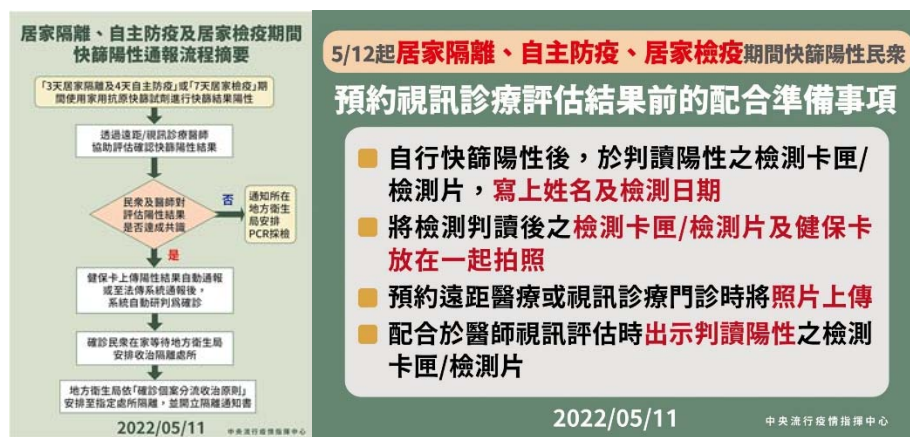 居家隔離、自主防疫及居家檢疫期間
快篩陽性通報流程摘要
「3天居家隔離及4天自主防疫」或「7天居家檢疫」期
間使用家用抗原快篩試劑進行快篩結果陽性
透過遠距/視訊診療醫師
協助評估確認快篩陽性結果
民眾及醫師對
評估陽性結果
是否達成共識
否
通知所在
地方衛生
局安排
PCR採檢
是
健保卡上傳陽性結果自動通報
或至法傳系統通報後，
系統自動研判為確診
確診民眾在家等待地方衛生局
安排收治隔離處所
地方衛生局依「確診個案分流收治原則」
安排至指定處所隔離，並開立隔離通知書
2022/05/11
中央流行疫情指揮中心
5/12起居家隔離、自主防疫、居家檢疫期間快篩陽性民眾
預約視訊診療評估結果前的配合準備事項
自行快篩陽性後，於判讀陽性之檢測卡匣/
檢測片，寫上姓名及檢測日期
將檢測判讀後之檢測卡匣/檢測片及健保卡
放在一起拍照
預約遠距醫療或視訊診療門診時將照片上傳
配合於醫師視訊評估時出示判讀陽性之檢測
卡匣/檢測片
2022/05/11
中央流行疫情指揮中心